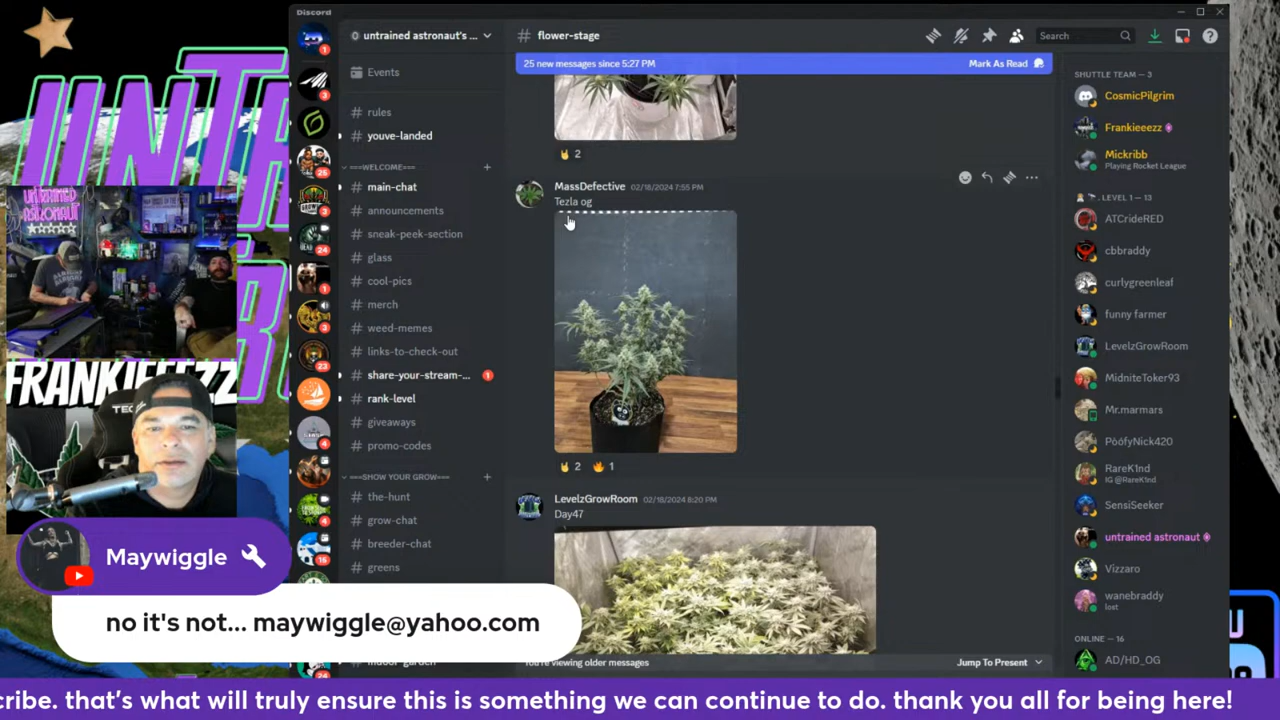 Discord
untrained astronaut's ...
Events
rules
youve-landed
===WELCOME===
main-chat
announcements
sneak-peek-section
glass
cool-pics
merch
weed-memes
links-to-check-out
share-your-stream-...
1
rank-level
giveaways
promo-codes
===SHOW YOUR GROW===
the-hunt
grow-chat
breeder-chat
greens
# flower-stage
Search
25 new messages since 5:27 PM
Mark As Read
2
MassDefective 02/18/2024 7:55 PM
Tezla og
2
1
LevelzGrowRoom 02/18/2024 8:20 PM
Day47
You're viewing older messages
Jump To Present
SHUTTLE TEAM — 3
CosmicPilgrim
Frankieeezz
Mickribb
Playing Rocket League
LEVEL 1 — 13
ATCrideRED
cbbraddy
curlygreenleaf
funny farmer
LevelzGrowRoom
MidniteToker93
Mr.marmars
PòófyNick420
RareK1nd
IG @RareK1nd
SensiSeeker
untrained astronaut
Vizzaro
wanebraddy
lost
ONLINE — 16
AD/HD_OG
UNTRAINED
ASTRONAUT
FRANKIEEEZZ
Maywiggle
no it's not... maywiggle@yahoo.com
cribe. that's what will truly ensure this is something we can continue to do. thank you all for being here!